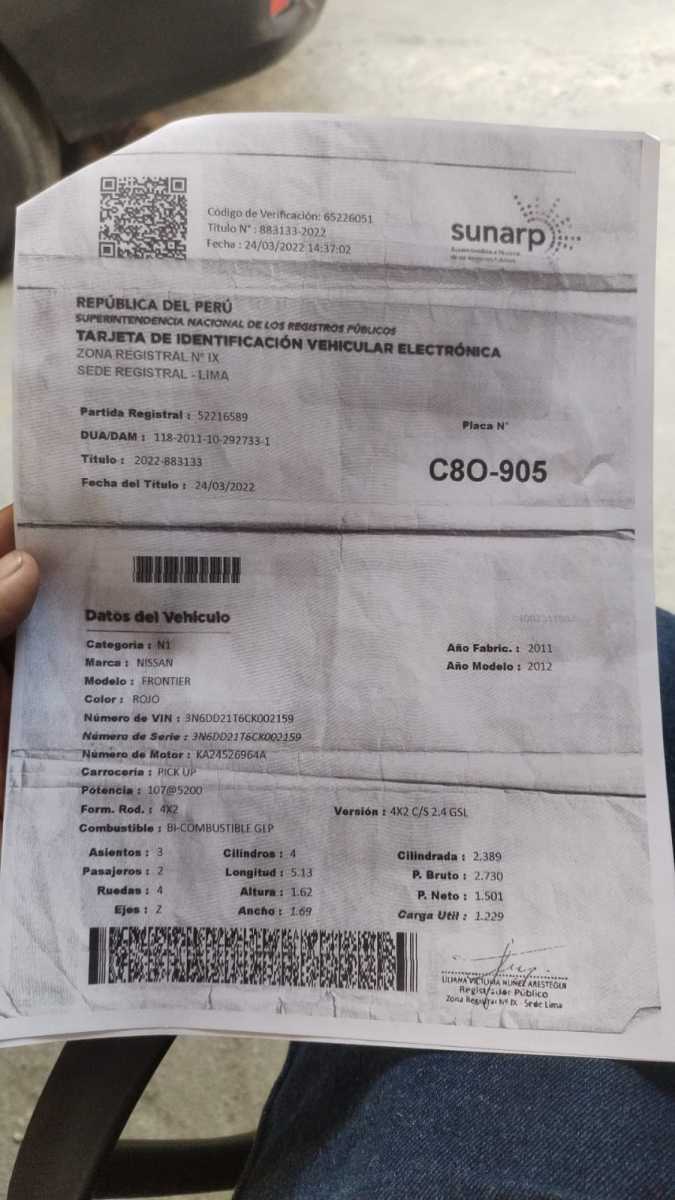 Código de Verificación: 65226051
Título N° : 883133-2022
Fecha : 24/03/2022 14:37:02
sunarp
REPÚBLICA DEL PERÚ
SUPERINTENDENCIA NACIONAL DE LOS REGISTROS PÚBLICOS
TARJETA DE IDENTIFICACIÓN VEHICULAR ELECTRÓNICA
ZONA REGISTRAL N° IX
SEDE REGISTRAL - LIMA
Partida Registral : 52216589
DUA/DAM : 118-2011-10-292733-1
Título : 2022-883133
Fecha del Título : 24/03/2022
Placa N°
C8O-905
Datos del Vehículo
Categoria : N1
Marca : NISSAN
Modelo : FRONTIER
Color : ROJO
Número de VIN : 3N6DD21T6CK002159
Número de Serie : 3N6DD21T6CK002159
Número de Motor : KA24526964A
Carrocería : PICK UP
Potencia : 107@5200
Form. Rod. : 4X2
Combustible : BI-COMBUSTIBLE GLP
Año Fabric. : 2011
Año Modelo : 2012
Versión : 4X2 C/S 2.4 GSL
Asientos : 3 Cilindros : 4 Cilindrada : 2.389
Pasajeros : 2 Longitud : 5.13 P. Bruto : 2.730
Ruedas : 4 Altura : 1.62 P. Neto : 1.501
Ejes : 2 Ancho : 1.69 Carga Util : 1.229
LILIANA VICTORIA NUÑEZ ARESTEGUI
Registrador Público
Zona Registral N° IX - Sede Lima